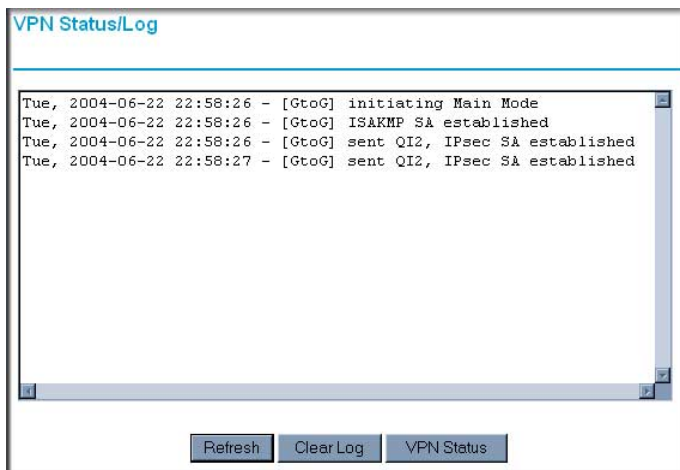 VPN Status/Log
Tue, 2004-06-22 22:58:26 - [GtoG] initiating Main Mode
Tue, 2004-06-22 22:58:26 - [GtoG] ISAKMP SA established
Tue, 2004-06-22 22:58:26 - [GtoG] sent QI2, IPsec SA established
Tue, 2004-06-22 22:58:27 - [GtoG] sent QI2, IPsec SA established
Refresh Clear Log VPN Status